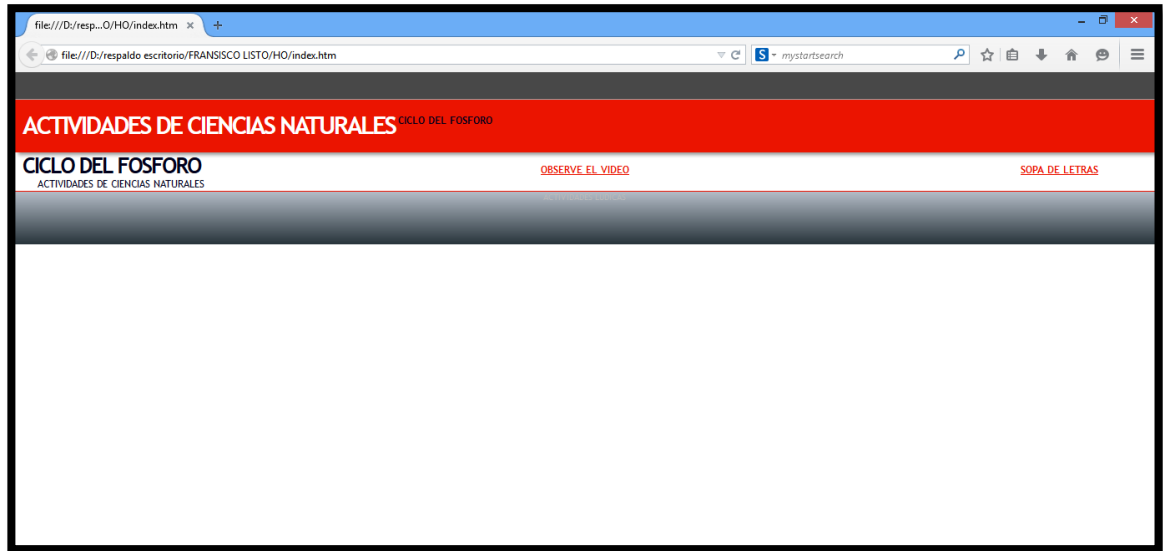 file:///D:/resp...O/HO/index.htm
file:///D:/respaldo escritorio/FRANSISCO LISTO/HO/index.htm
S mystartsearch
ACTIVIDADES DE CIENCIAS NATURALES CICLO DEL FOSFORO
CICLO DEL FOSFORO
ACTIVIDADES DE CIENCIAS NATURALES
OBSERVE EL VIDEO
SOPA DE LETRAS